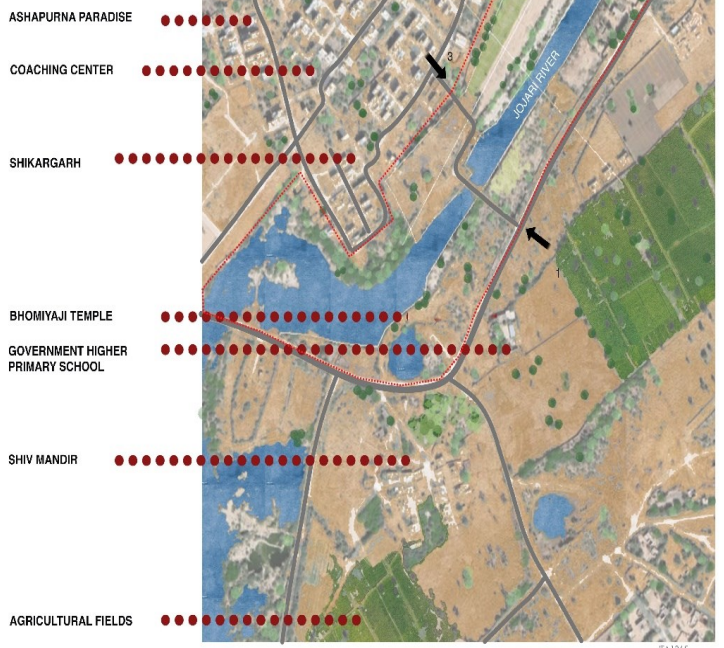 ASHAPURNA PARADISE
3
COACHING CENTER
JOJARI RIVER
SHIKARGARH
1
BHOMIYAJI TEMPLE
GOVERNMENT HIGHER
PRIMARY SCHOOL
SHIV MANDIR
AGRICULTURAL FIELDS